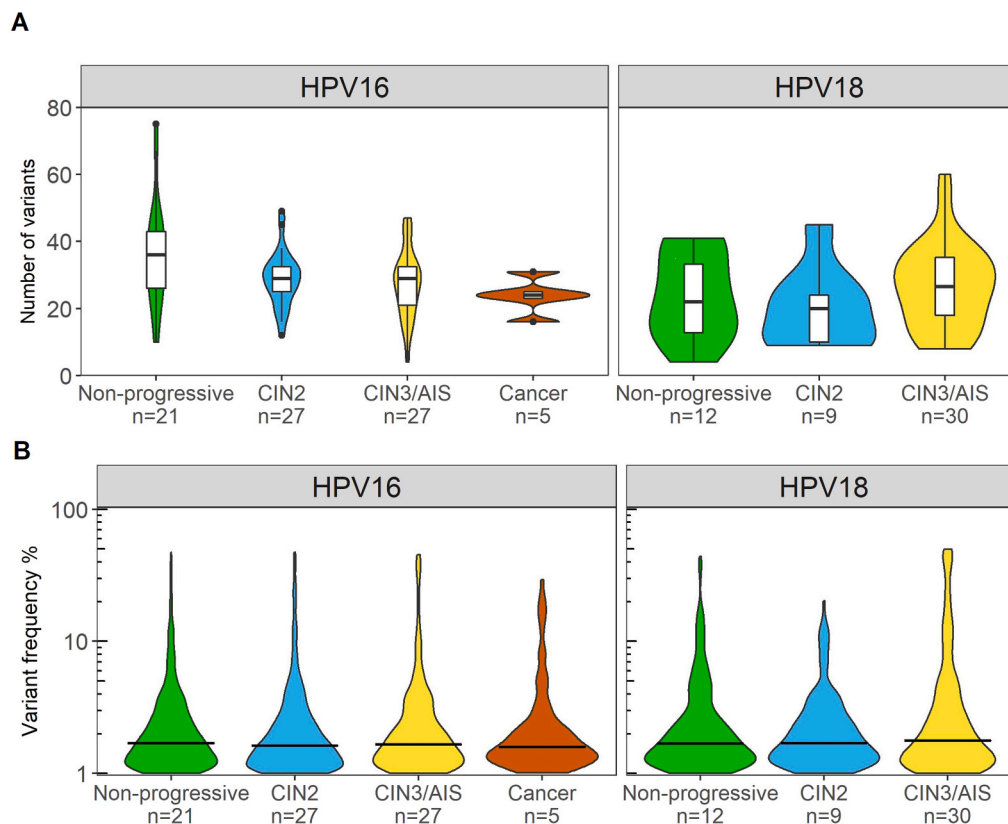 A
HPV16 HPV18
Number of variants
80
60
40
20
0
Non-progressive CIN2 CIN3/AIS Cancer Non-progressive CIN2 CIN3/AIS
n=21 n=27 n=27 n=5 n=12 n=9 n=30
B
HPV16 HPV18
Variant frequency %
100
10
1
Non-progressive CIN2 CIN3/AIS Cancer Non-progressive CIN2 CIN3/AIS
n=21 n=27 n=27 n=5 n=12 n=9 n=30